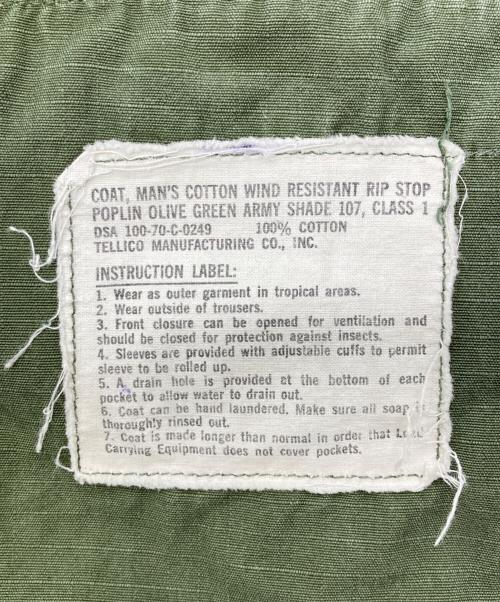 COAT, MAN'S COTTON WIND RESISTANT RIP STOP
POPLIN OLIVE GREEN ARMY SHADE 107, CLASS 1
DSA 100-70-C-0249 100% COTTON
TELLICO MANUFACTURING CO., INC.
INSTRUCTION LABEL:
1. Wear as outer garment in tropical areas.
2. Wear outside of trousers.
3. Front closure can be opened for ventilation and
should be closed for protection against insects.
4. Sleeves are provided with adjustable cuffs to permit
sleeve to be rolled up.
5. A drain hole is provided at the bottom of each
pocket to allow water to drain out.
6. Coat can be hand laundered. Make sure all soap is
thoroughly rinsed out.
7. Coat is made longer than normal in order that Load
Carrying Equipment does not cover pockets.